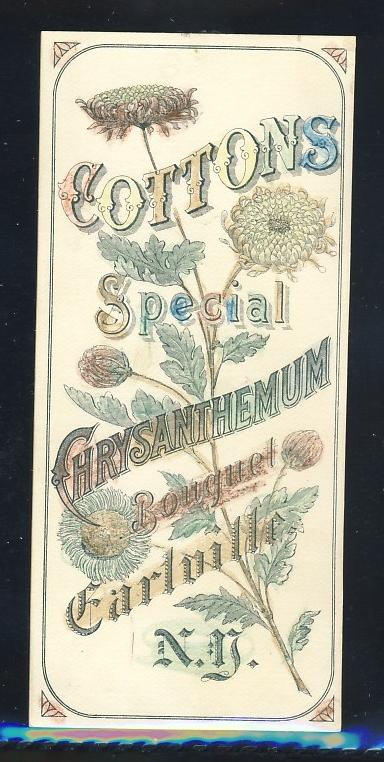 COTTONS
Special
CHRYSANTHEMUM
Bouquet
Earlville
N.Y.